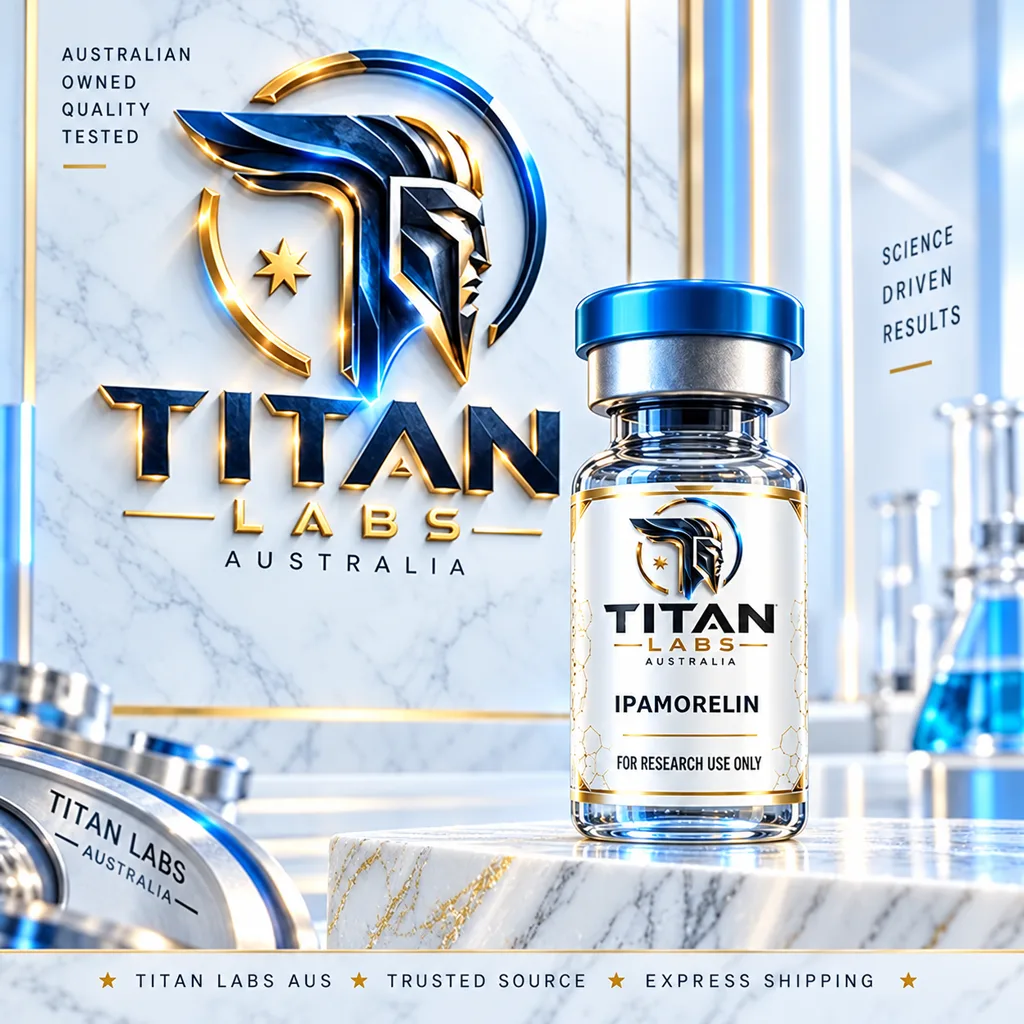 AUSTRALIAN
OWNED
QUALITY
TESTED
TITAN
LABS
AUSTRALIA
SCIENCE
DRIVEN
RESULTS
TITAN
LABS
AUSTRALIA
IPAMORELIN
FOR RESEARCH USE ONLY
TITAN LABS
AUSTRALIA
★ TITAN LABS AUS ★ TRUSTED SOURCE ★ EXPRESS SHIPPING ★